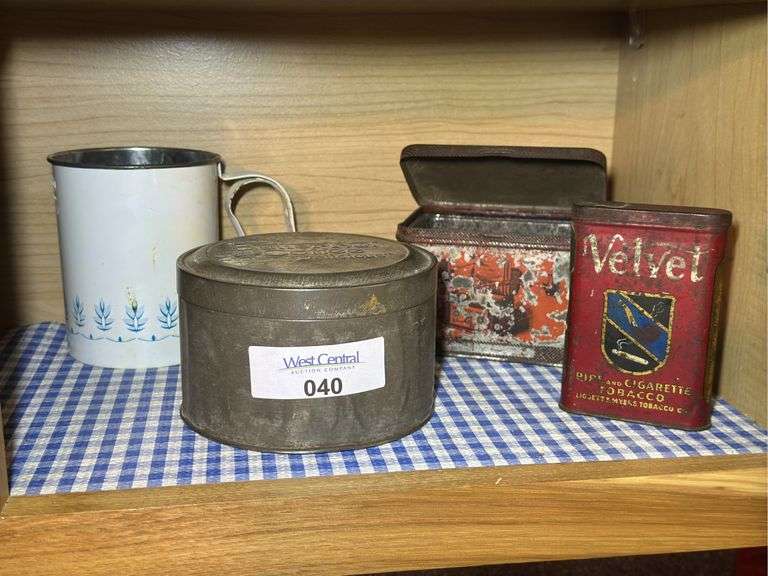 West Central
AUCTION COMPANY
040
Velvet
PIPE AND CIGARETTE
TOBACCO
LIGGETT & MYERS TOBACCO CO.